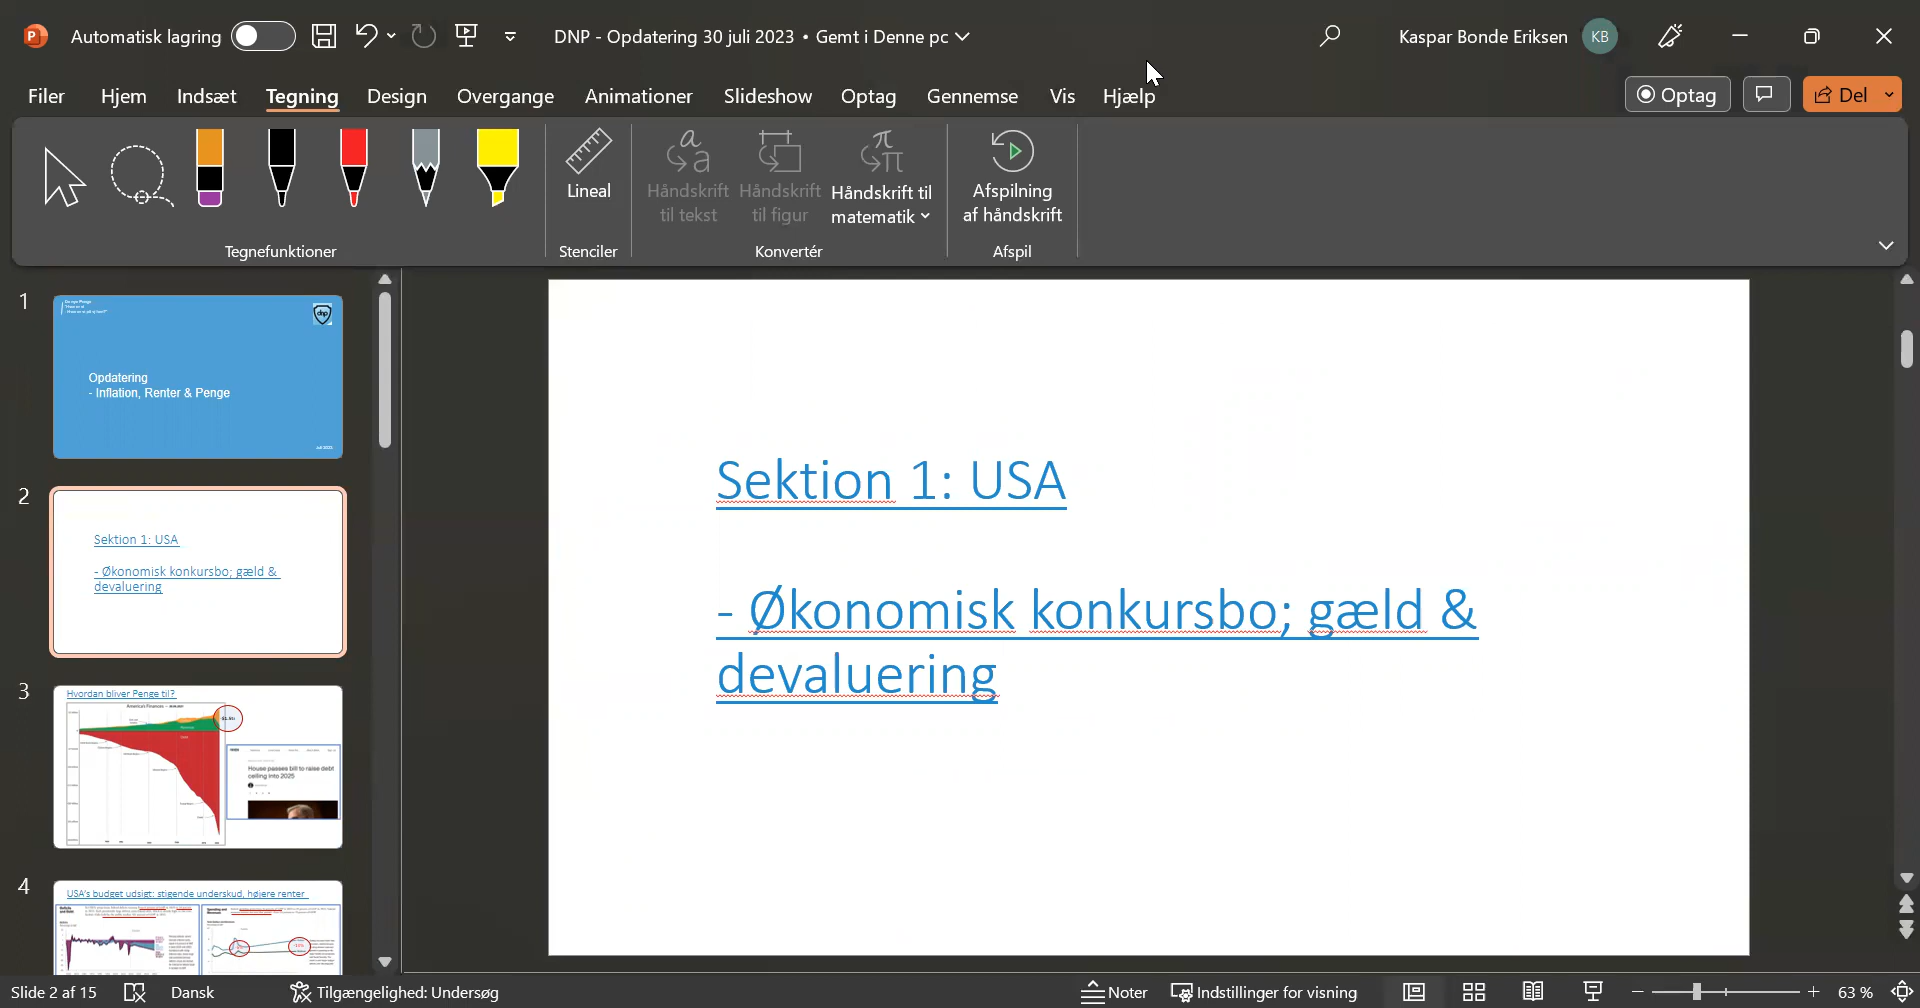 Automatisk lagring
DNP - Opdatering 30 juli 2023 • Gemt i Denne pc
Kaspar Bonde Eriksen
KB
Filer Hjem Indsæt Tegning Design Overgange Animationer Slideshow Optag Gennemse Vis Hjælp
Optag
Del
Lineal
Håndskrift til tekst
Håndskrift til figur
Håndskrift til matematik
Afspilning af håndskrift
Tegnefunktioner
Stenciler
Konvertér
Afspil
1
dnp
Opdatering
- Inflation, Renter & Penge
Juli 2023
2
Sektion 1: USA
- Økonomisk konkursbo; gæld &
devaluering
3
Hvordan bliver Penge til?
America's Finances
House passes bill to raise debt
ceiling into 2025
4
USA's budget udsigt: stigende underskud, højere renter
Sektion 1: USA
- Økonomisk konkursbo; gæld &
devaluering
Slide 2 af 15
Dansk
Tilgængelighed: Undersøg
Noter
Indstillinger for visning
63 %